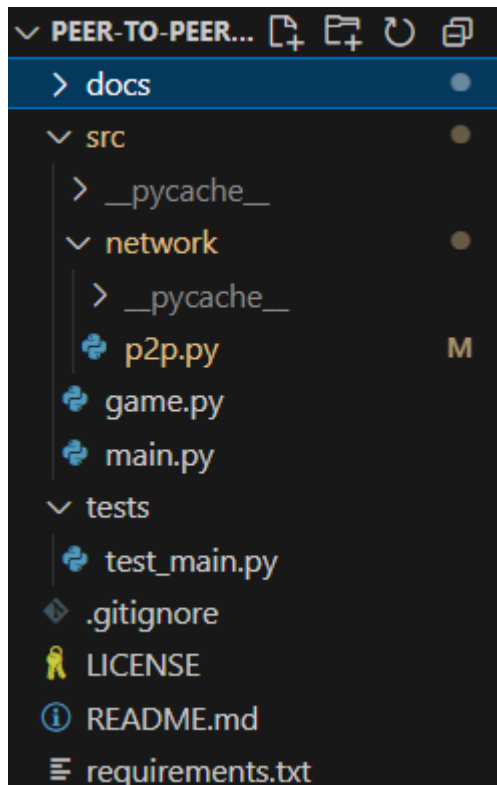 PEER-TO-PEER...
docs
src
__pycache__
network
__pycache__
p2p.py M
game.py
main.py
tests
test_main.py
.gitignore
LICENSE
README.md
requirements.txt